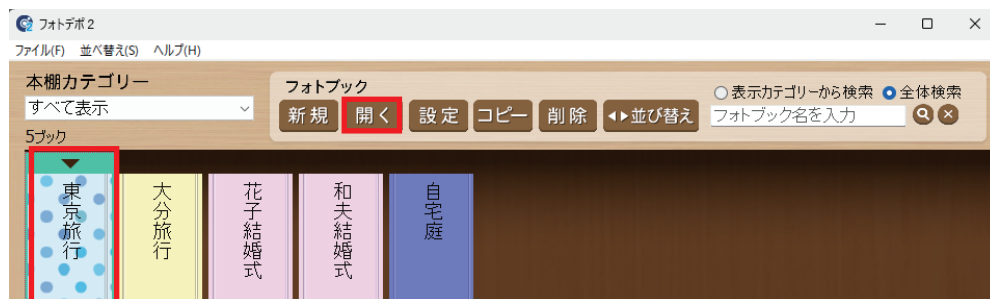 フォトデポ2
ファイル(F) 並べ替え(S) ヘルプ(H)
本棚カテゴリー
すべて表示
5ブック
フォトブック
新規 開く 設定 コピー 削除 並び替え
表示カテゴリーから検索 全体検索
フォトブック名を入力
東京旅行
大分旅行
花子結婚式
和夫結婚式
自宅庭